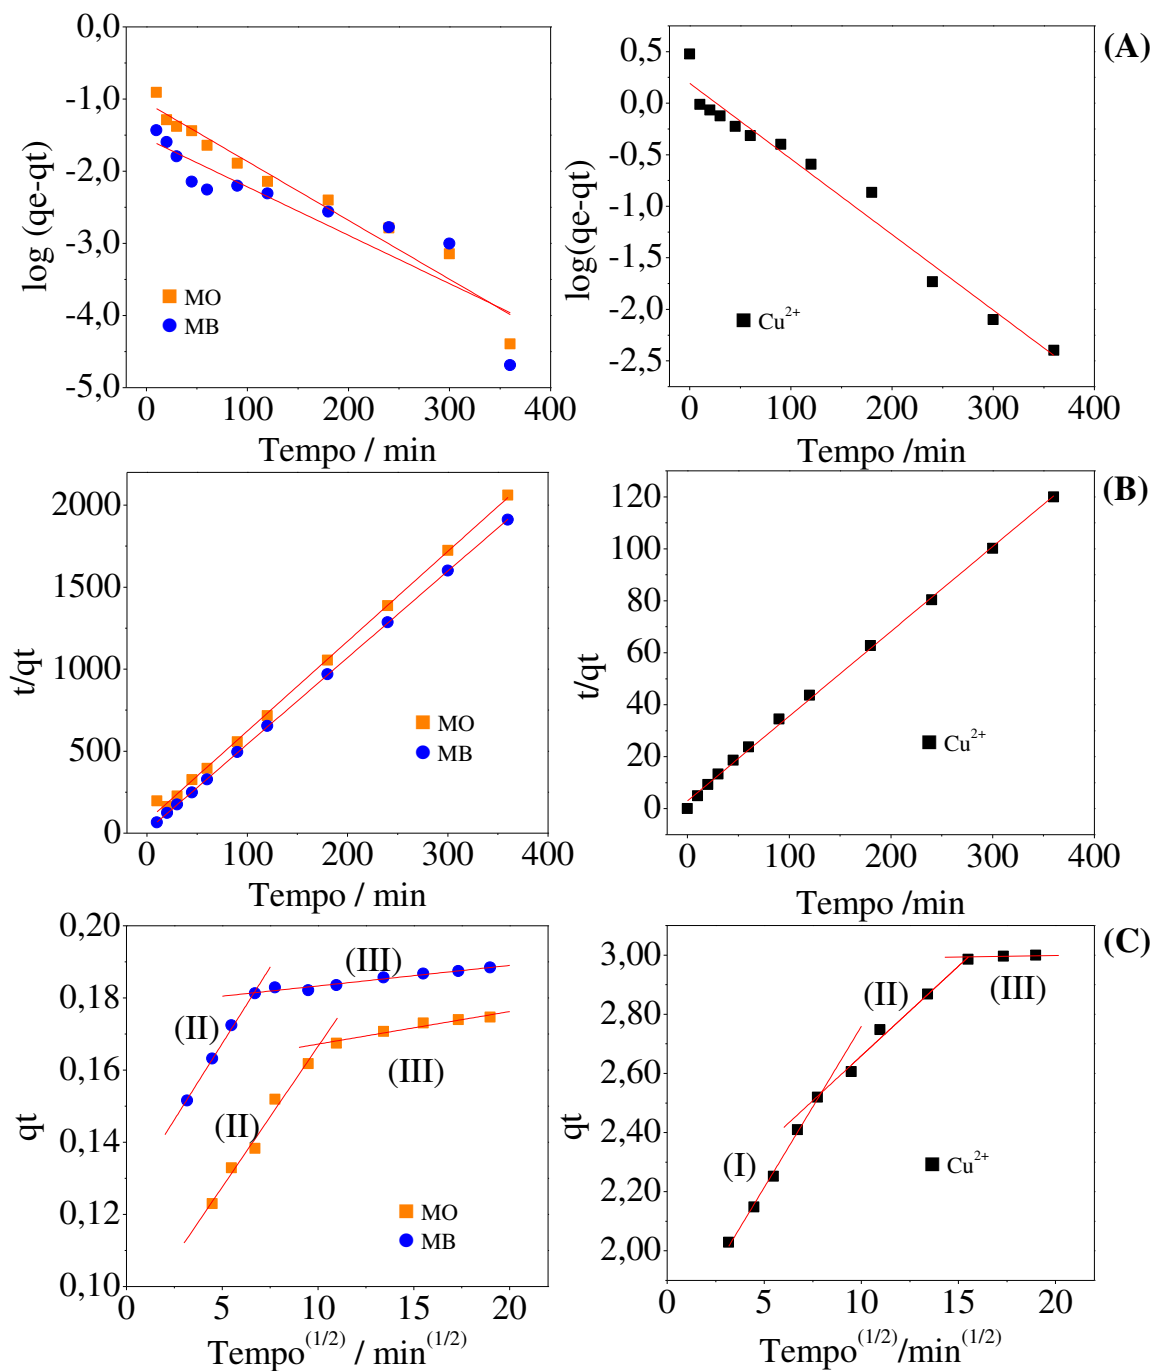 (A)
0,0
-1,0
-2,0
-3,0
-4,0
-5,0
log (qe-qt)
MO
MB
0 100 200 300 400
Tempo / min
0,5
0,0
-0,5
-1,0
-1,5
-2,0
-2,5
log(qe-qt)
Cu²⁺
0 100 200 300 400
Tempo /min
(B)
2000
1500
1000
500
0
t/qt
MO
MB
0 100 200 300 400
Tempo / min
120
100
80
60
40
20
0
t/qt
Cu²⁺
0 100 200 300 400
Tempo /min
(C)
0,20
0,18
0,16
0,14
0,12
0,10
qt
(III)
(II)
(II)
(III)
MO
MB
0 5 10 15 20
Tempo⁽¹/²⁾ / min⁽¹/²⁾
3,00
2,80
2,60
2,40
2,20
2,00
qt
(II)
(III)
(I)
Cu²⁺
0 5 10 15 20
Tempo⁽¹/²⁾/min⁽¹/²⁾